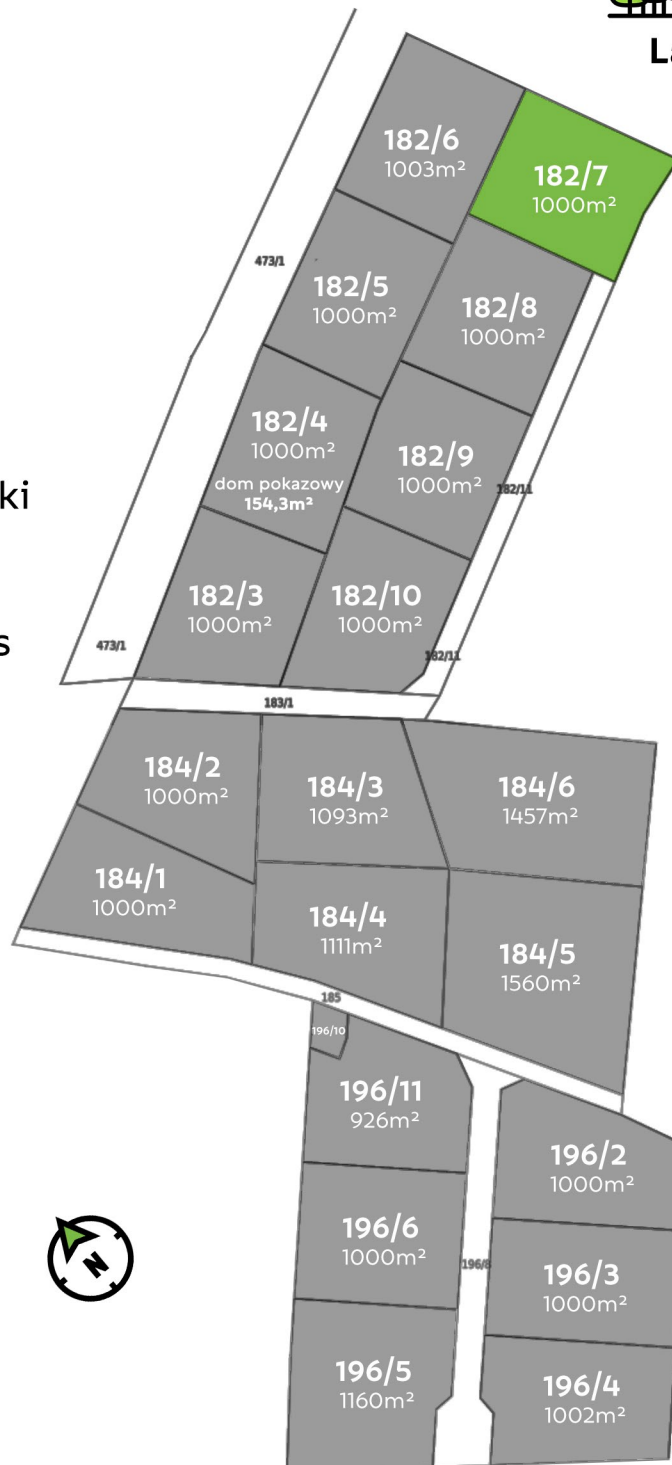 182/6
1003m²
182/7
1000m²
473/1
182/5
1000m²
182/8
1000m²
182/4
1000m²
dom pokazowy
154,3m²
182/9
1000m²
182/11
ki
182/3
1000m²
182/10
1000m²
s
473/1
182/11
183/1
184/2
1000m²
184/3
1093m²
184/6
1457m²
184/1
1000m²
184/4
1111m²
184/5
1560m²
185
196/10
196/11
926m²
196/2
1000m²
196/6
1000m²
196/8
196/3
1000m²
N
196/5
1160m²
196/4
1002m²